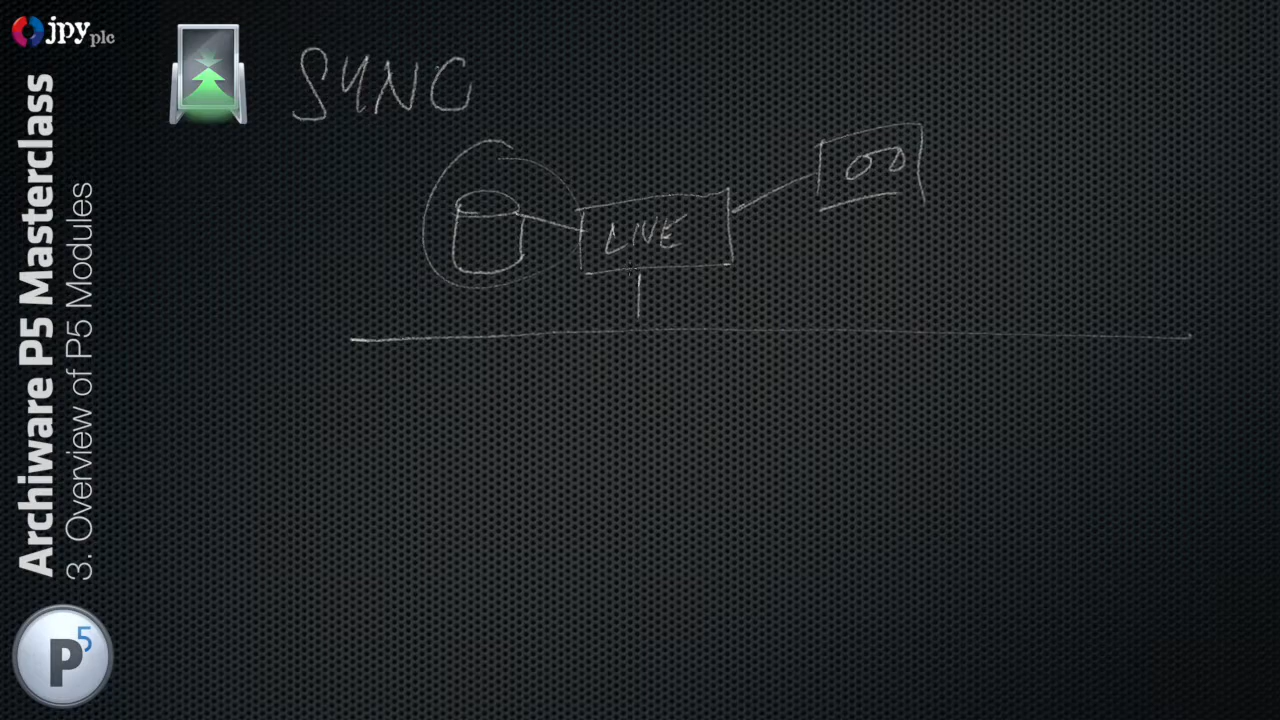 jpy plc
Archiware P5 Masterclass
3. Overview of P5 Modules
P5
SYNC
LIVE